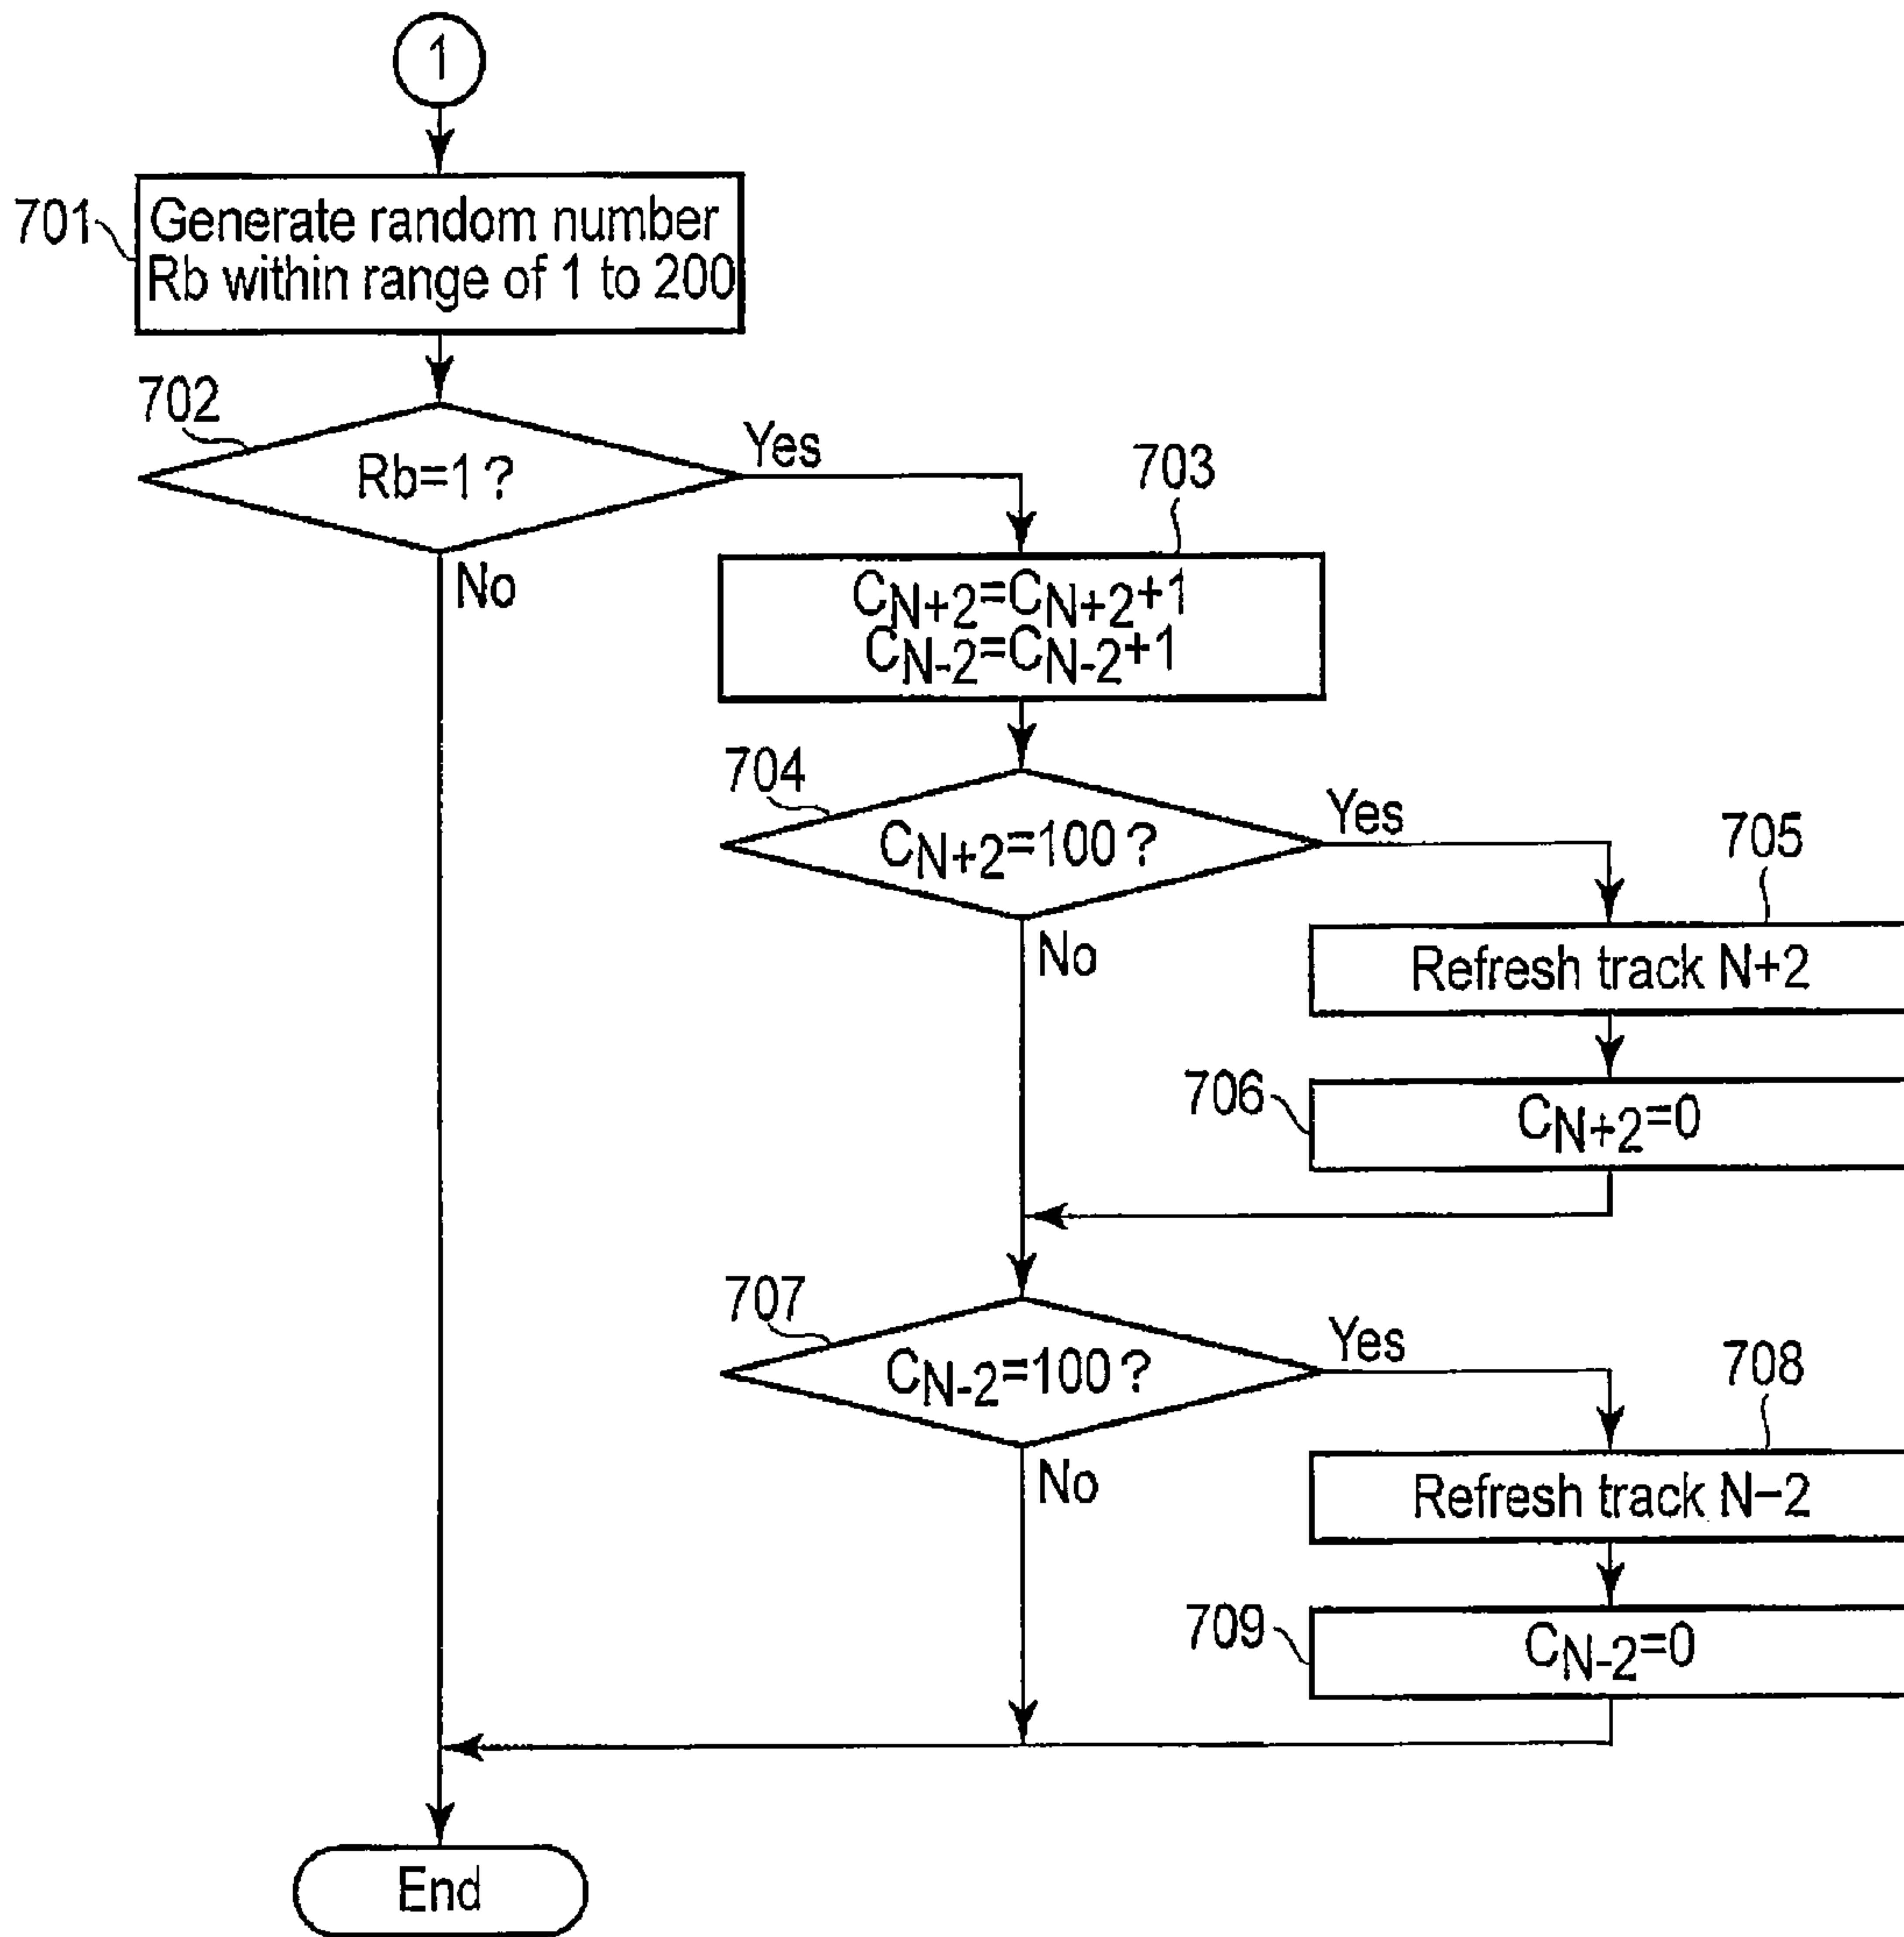 1
701
Generate random number
Rb within range of 1 to 200
702
Rb=1?
Yes
No
703
CN+2=CN+2+1
CN-2=CN-2+1
704
CN+2=100?
Yes
No
705
Refresh track N+2
706
CN+2=0
707
CN-2=100?
Yes
No
708
Refresh track N−2
709
CN-2=0
End